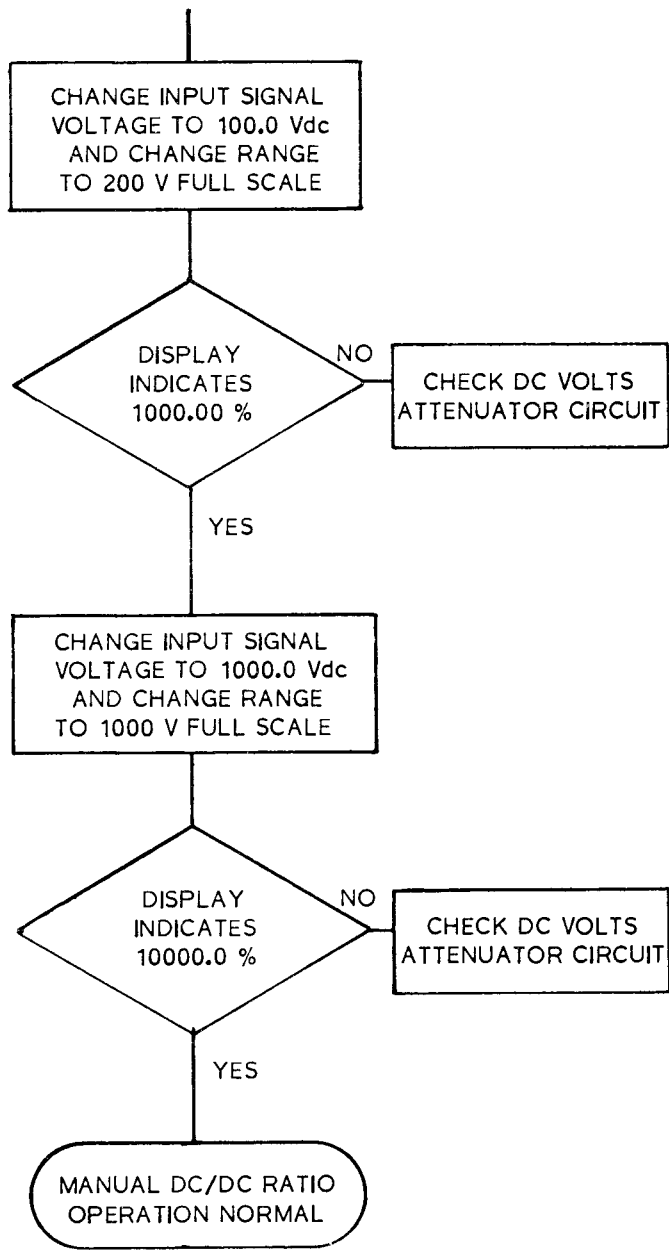 CHANGE INPUT SIGNAL
VOLTAGE TO 100.0 Vdc
AND CHANGE RANGE
TO 200 V FULL SCALE
DISPLAY
INDICATES
1000.00 %
NO
CHECK DC VOLTS
ATTENUATOR CIRCUIT
YES
CHANGE INPUT SIGNAL
VOLTAGE TO 1000.0 Vdc
AND CHANGE RANGE
TO 1000 V FULL SCALE
DISPLAY
INDICATES
10000.0 %
NO
CHECK DC VOLTS
ATTENUATOR CIRCUIT
YES
MANUAL DC/DC RATIO
OPERATION NORMAL